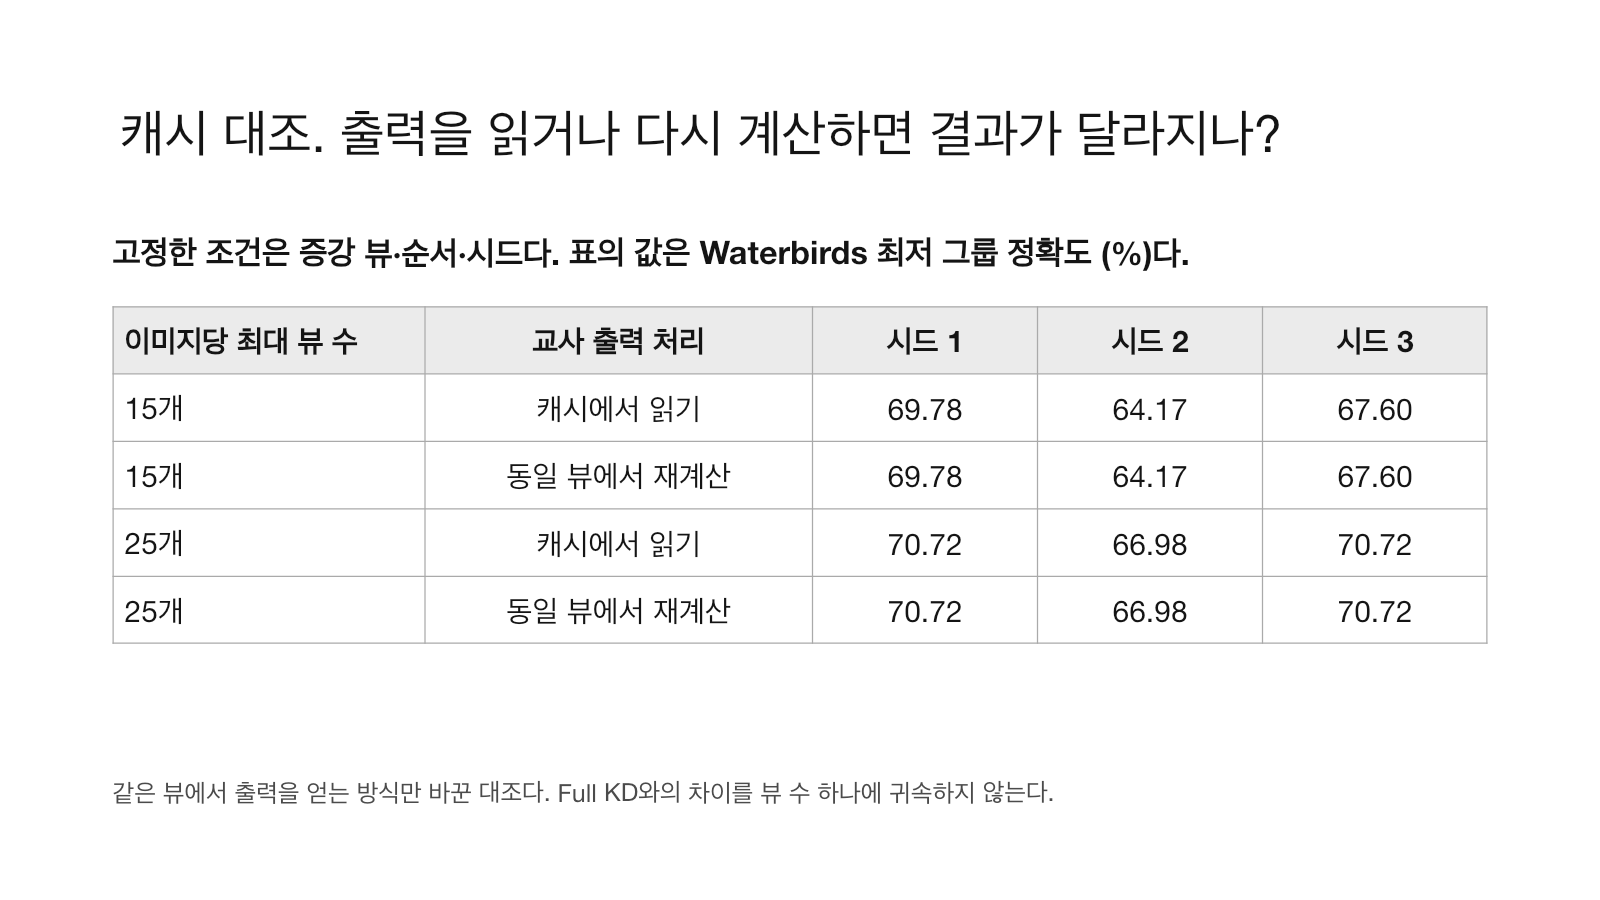 캐시 대조. 출력을 읽거나 다시 계산하면 결과가 달라지나?
고정한 조건은 증강 뷰·순서·시드다. 표의 값은 Waterbirds 최저 그룹 정확도 (%)다.
이미지당 최대 뷰 수 교사 출력 처리 시드 1 시드 2 시드 3
15개 캐시에서 읽기 69.78 64.17 67.60
15개 동일 뷰에서 재계산 69.78 64.17 67.60
25개 캐시에서 읽기 70.72 66.98 70.72
25개 동일 뷰에서 재계산 70.72 66.98 70.72
같은 뷰에서 출력을 얻는 방식만 바꾼 대조다. Full KD와의 차이를 뷰 수 하나에 귀속하지 않는다.